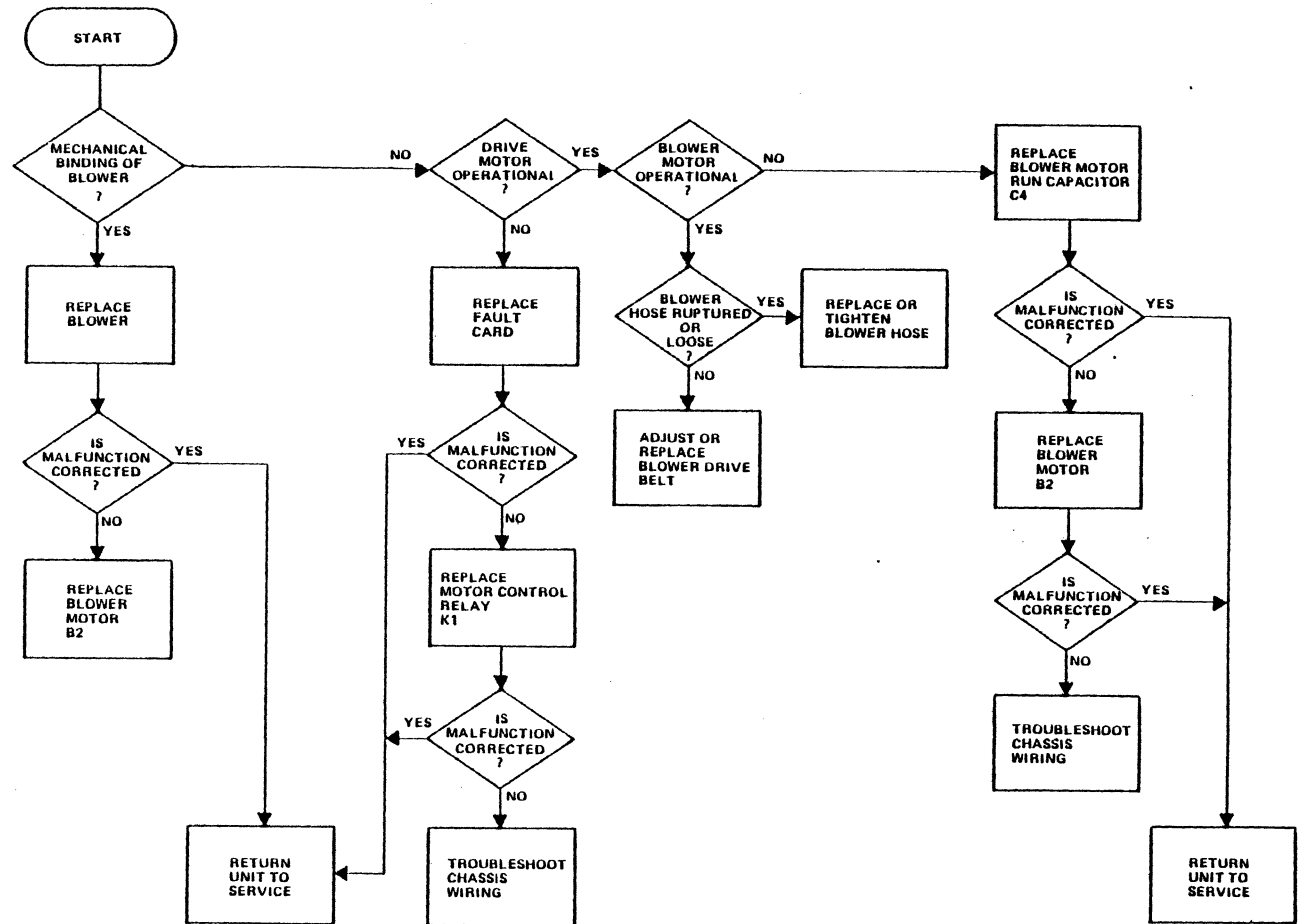 START
MECHANICAL
BINDING OF
BLOWER
?
NO
YES
REPLACE
BLOWER
IS
MALFUNCTION
CORRECTED
?
YES
NO
REPLACE
BLOWER
MOTOR
B2
DRIVE
MOTOR
OPERATIONAL
?
YES
NO
REPLACE
FAULT
CARD
IS
MALFUNCTION
CORRECTED
?
YES
NO
REPLACE
MOTOR CONTROL
RELAY
K1
IS
MALFUNCTION
CORRECTED
?
YES
NO
TROUBLESHOOT
CHASSIS
WIRING
RETURN
UNIT TO
SERVICE
BLOWER
MOTOR
OPERATIONAL
?
NO
YES
BLOWER
HOSE RUPTURED
OR
LOOSE
?
YES
NO
REPLACE OR
TIGHTEN
BLOWER HOSE
ADJUST OR
REPLACE
BLOWER DRIVE
BELT
REPLACE
BLOWER MOTOR
RUN CAPACITOR
C4
IS
MALFUNCTION
CORRECTED
?
YES
NO
REPLACE
BLOWER
MOTOR
B2
IS
MALFUNCTION
CORRECTED
?
YES
NO
TROUBLESHOOT
CHASSIS
WIRING
RETURN
UNIT TO
SERVICE